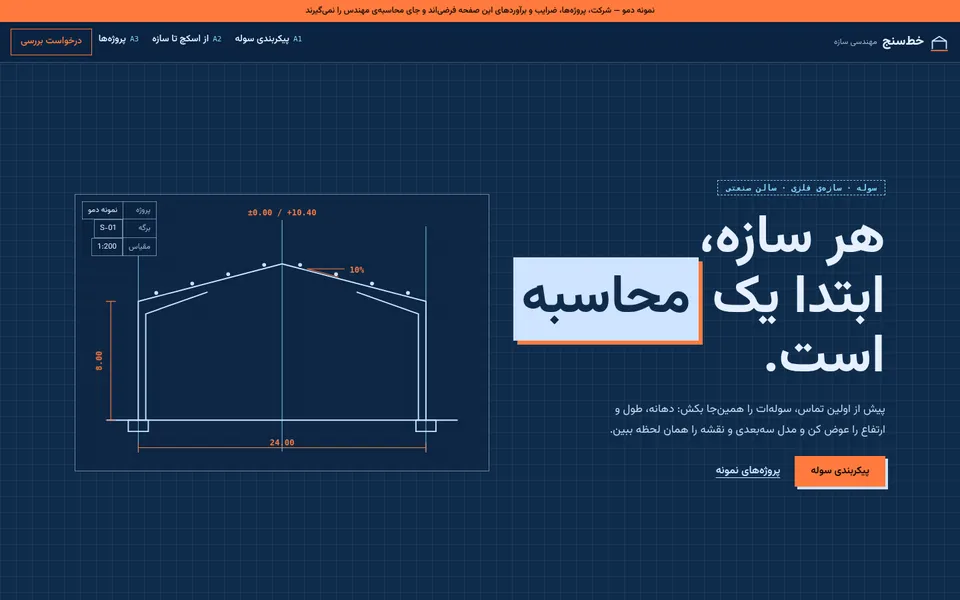 نمونه دمو — شرکت، پروژه‌ها، ضرایب و برآوردهای این صفحه فرضی‌اند و جای محاسبه‌ی مهندس را نمی‌گیرند
خط‌سنج مهندسی سازه
A1 پیکربندی سوله
A2 از اسکچ تا سازه
A3 پروژه‌ها
درخواست بررسی
سوله · سازه‌ی فلزی · سالن صنعتی
هر سازه،
ابتدا یک محاسبه
است.
پیش از اولین تماس، سوله‌ات را همین‌جا بکش: دهانه، طول و
ارتفاع را عوض کن و مدل سه‌بعدی و نقشه را همان لحظه ببین.
پیکربندی سوله
پروژه‌های نمونه
پروژه نمونه دمو
برگه S-01
مقیاس 1:200
±0.00 / +10.40
10%
8.00
24.00